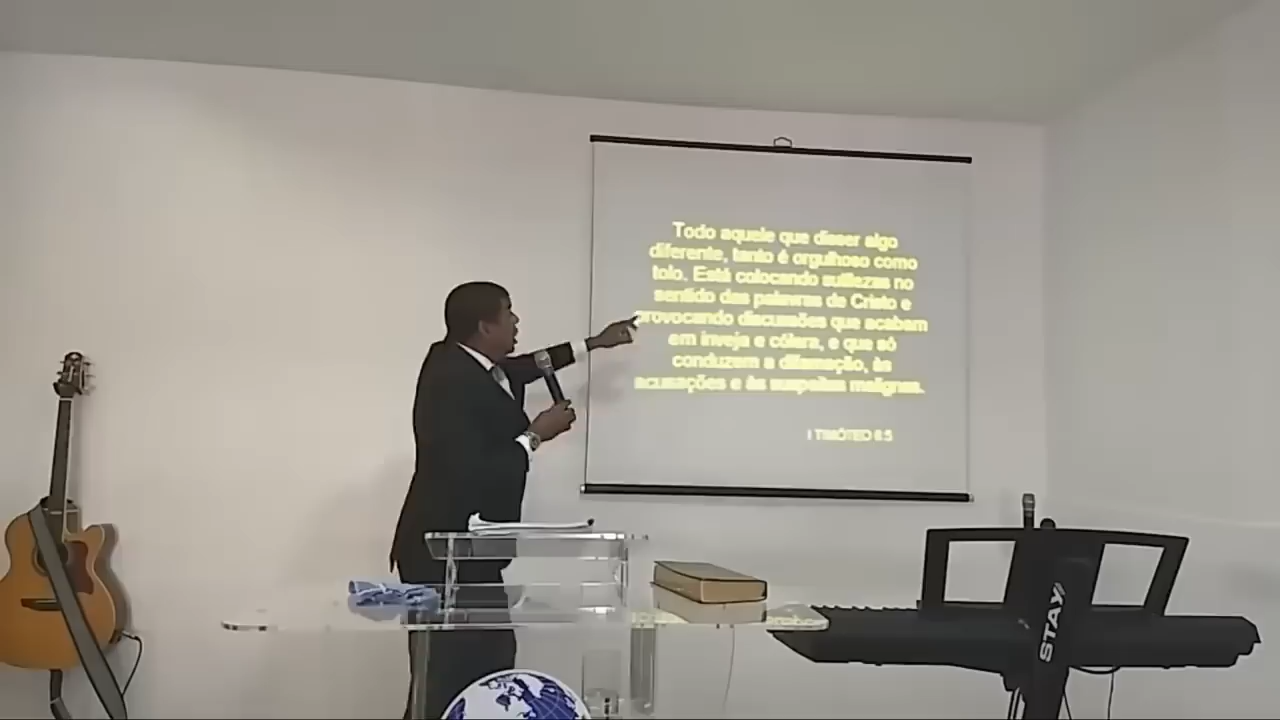 Todo aquele que disser algo
diferente, tanto é orgulhoso como
tolo. Está colocando sutilezas no
sentido das palavras de Cristo e
provocando discussões que acabam
em inveja e cólera, e que só
conduzem a difamação, às
acusações e às suspeitas malignas.
I TIMÓTEO 6:5
STAY